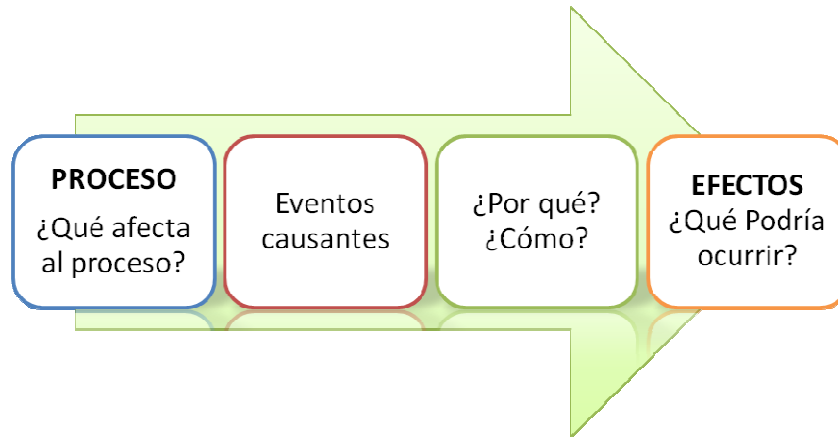 PROCESO
¿Qué afecta
al proceso?
Eventos
causantes
¿Por qué?
¿Cómo?
EFECTOS
¿Qué Podría
ocurrir?